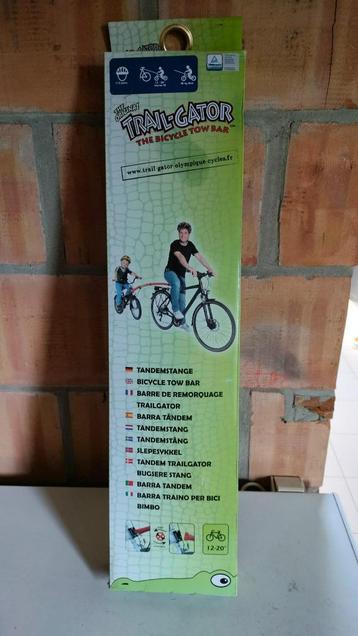 THE ORIGINAL
TRAIL-GATOR
THE BICYCLE TOW BAR
www.trail-gator-olympique-cycles.fr
TANDEMSTANGE
BICYCLE TOW BAR
BARRE DE REMORQUAGE
TRAILGATOR
BARRA TÁNDEM
TANDEMSTANG
TANDEMSTÅNG
SLEPESYKKEL
TANDEM TRAILGATOR
BUGSERE STANG
BARRA TANDEM
BARRA TRAINO PER BICI
BIMBO
12-20"